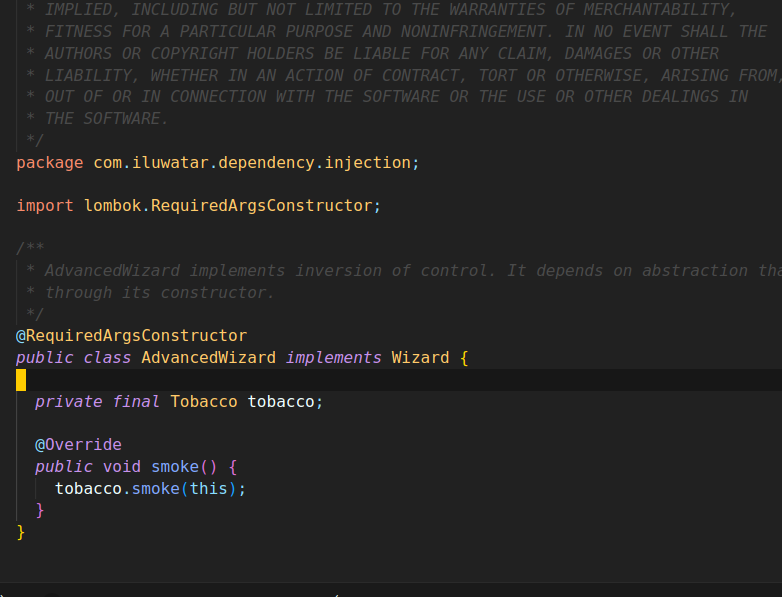 * IMPLIED, INCLUDING BUT NOT LIMITED TO THE WARRANTIES OF MERCHANTABILITY,
* FITNESS FOR A PARTICULAR PURPOSE AND NONINFRINGEMENT. IN NO EVENT SHALL THE
* AUTHORS OR COPYRIGHT HOLDERS BE LIABLE FOR ANY CLAIM, DAMAGES OR OTHER
* LIABILITY, WHETHER IN AN ACTION OF CONTRACT, TORT OR OTHERWISE, ARISING FROM,
* OUT OF OR IN CONNECTION WITH THE SOFTWARE OR THE USE OR OTHER DEALINGS IN
* THE SOFTWARE.
*/
package com.iluwatar.dependency.injection;
import lombok.RequiredArgsConstructor;
/**
* AdvancedWizard implements inversion of control. It depends on abstraction
* through its constructor.
*/
@RequiredArgsConstructor
public class AdvancedWizard implements Wizard {
private final Tobacco tobacco;
@Override
public void smoke() {
tobacco.smoke(this);
}
}